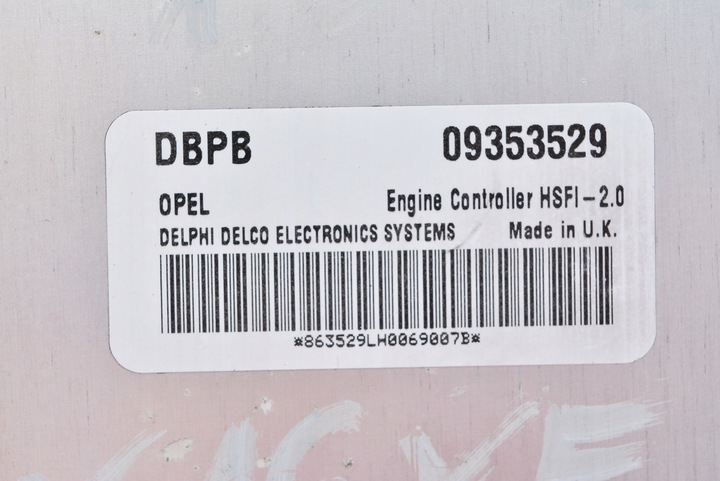 DBPB 09353529
OPEL Engine Controller HSFI-2.0
DELPHI DELCO ELECTRONICS SYSTEMS Made in U.K.
*863529LH0069007B*